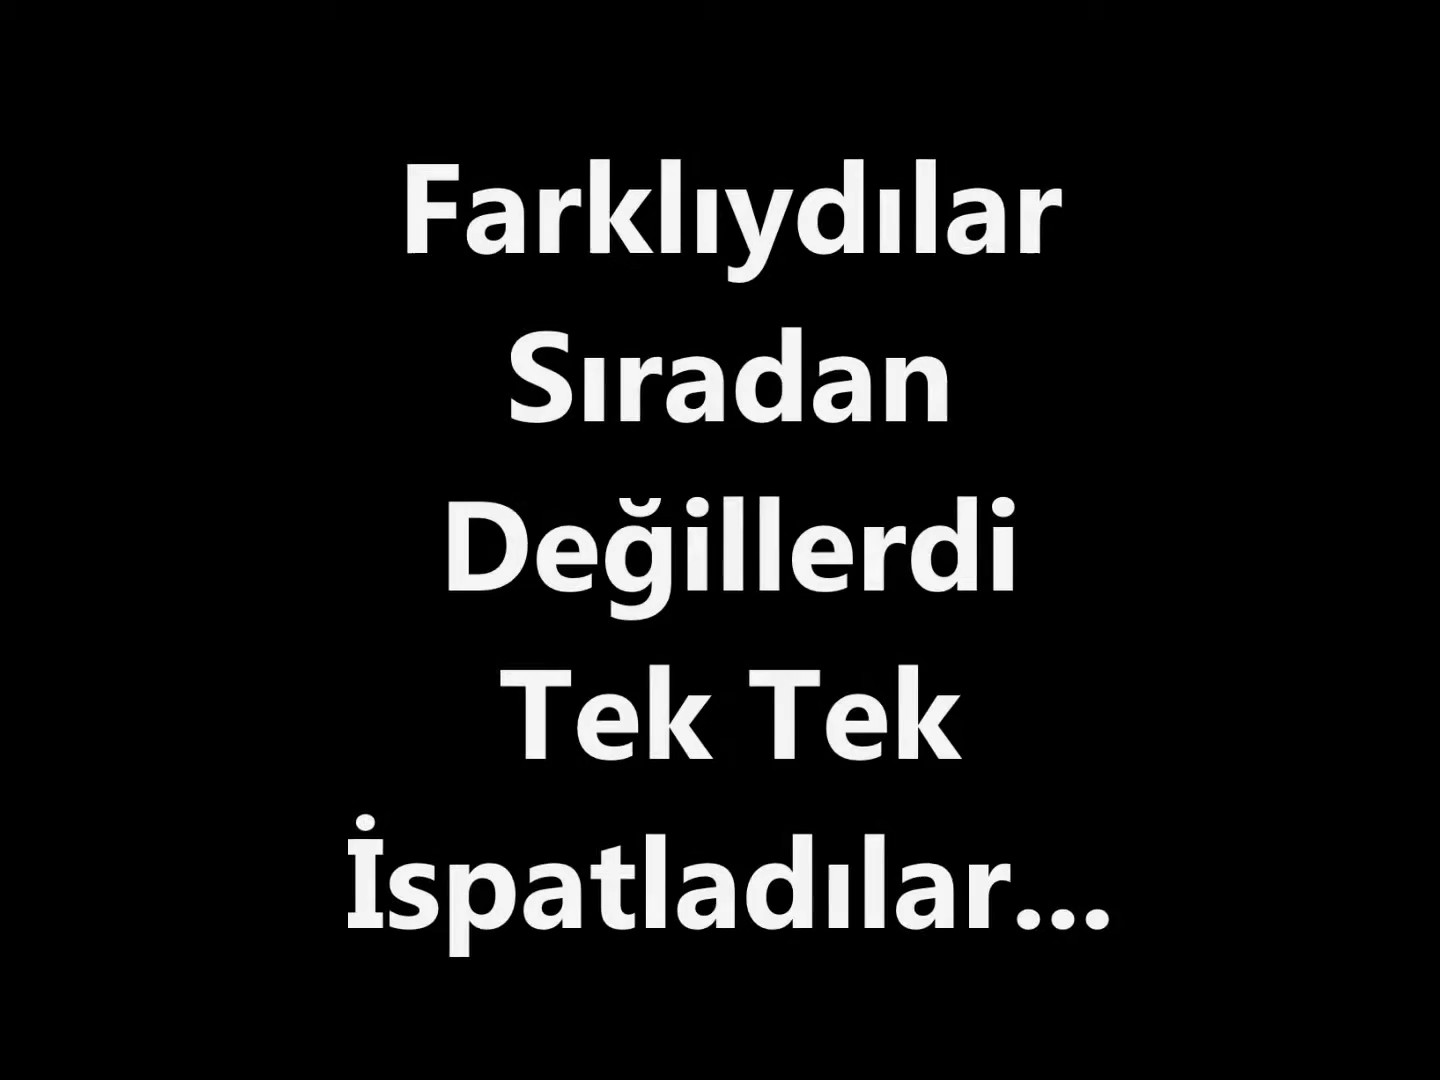 Farklıydılar
Sıradan
Değillerdi
Tek Tek
İspatladılar...